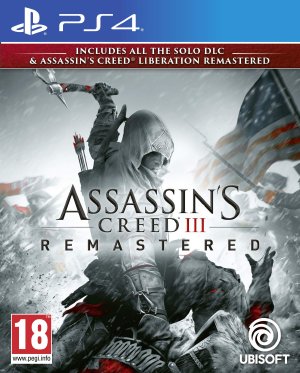 PS4
INCLUDES ALL THE SOLO DLC
& ASSASSIN'S CREED® LIBERATION REMASTERED
ASSASSIN'S
CREED III
REMASTERED
18
www.pegi.info
UBISOFT